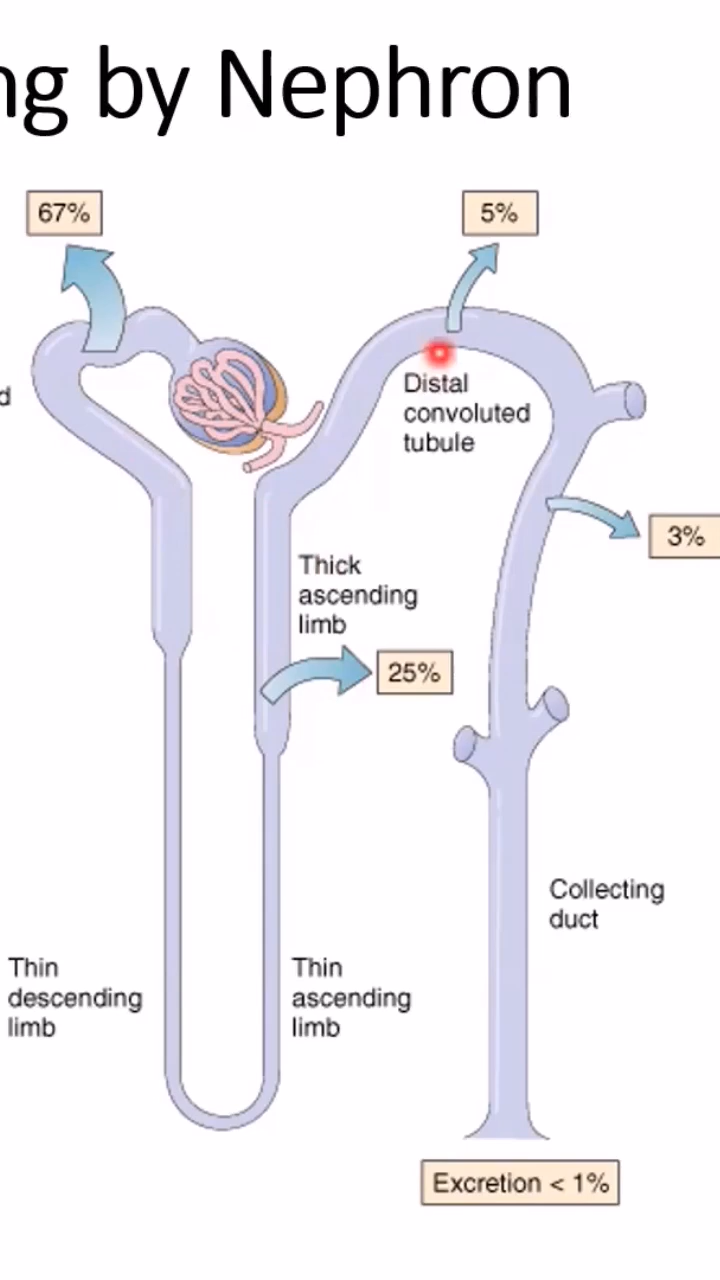 ng by Nephron
67%
5%
d
Distal
convoluted
tubule
3%
Thick
ascending
limb
25%
Collecting
duct
Thin
descending
limb
Thin
ascending
limb
Excretion < 1%